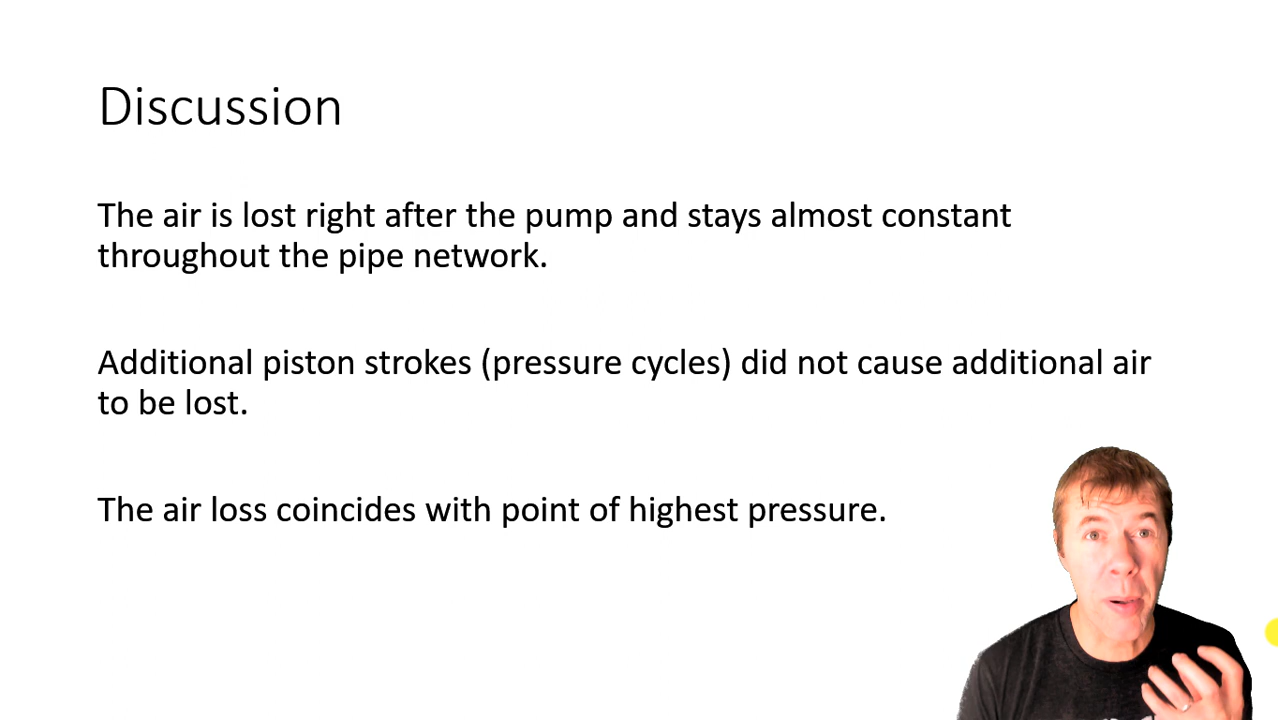 Discussion
The air is lost right after the pump and stays almost constant
throughout the pipe network.
Additional piston strokes (pressure cycles) did not cause additional air
to be lost.
The air loss coincides with point of highest pressure.